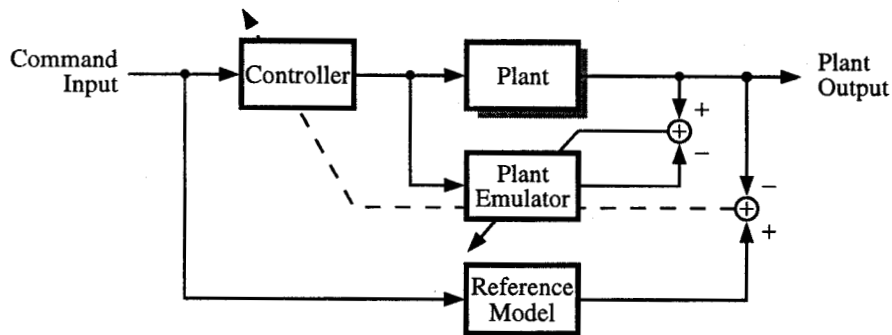 Command
Input
Controller
Plant
Plant
Output
+
−
Plant
Emulator
−
+
Reference
Model